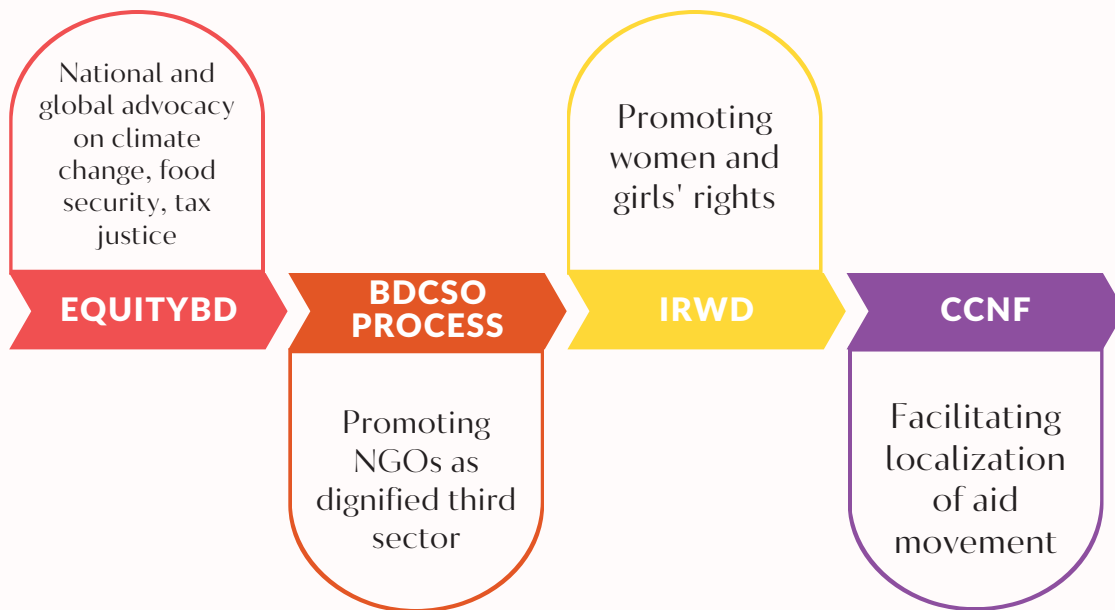 National and
global advocacy
on climate
change, food
security, tax
justice
EQUITYBD
BDCSO
PROCESS
Promoting
NGOs as
dignified third
sector
Promoting
women and
girls' rights
IRWD
CCNF
Facilitating
localization
of aid
movement